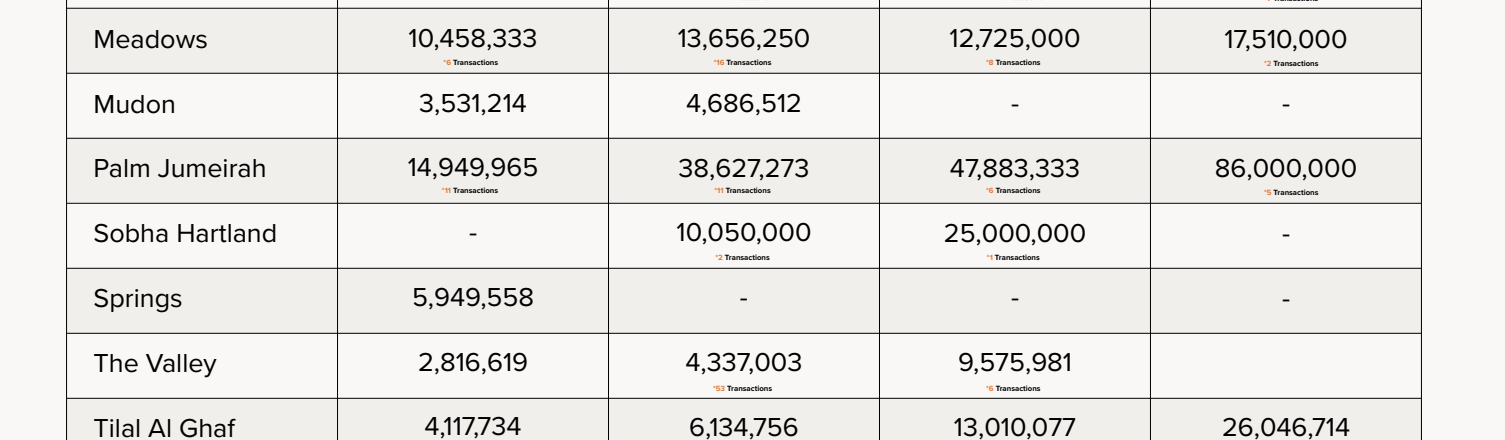 Transactions
Meadows 10,458,333 13,656,250 12,725,000 17,510,000
*6 Transactions *16 Transactions *8 Transactions *2 Transactions
Mudon 3,531,214 4,686,512 - -
Palm Jumeirah 14,949,965 38,627,273 47,883,333 86,000,000
*11 Transactions *11 Transactions *6 Transactions *5 Transactions
Sobha Hartland - 10,050,000 25,000,000 -
*2 Transactions *1 Transactions
Springs 5,949,558 - - -
The Valley 2,816,619 4,337,003 9,575,981
*53 Transactions *6 Transactions
Tilal Al Ghaf 4,117,734 6,134,756 13,010,077 26,046,714